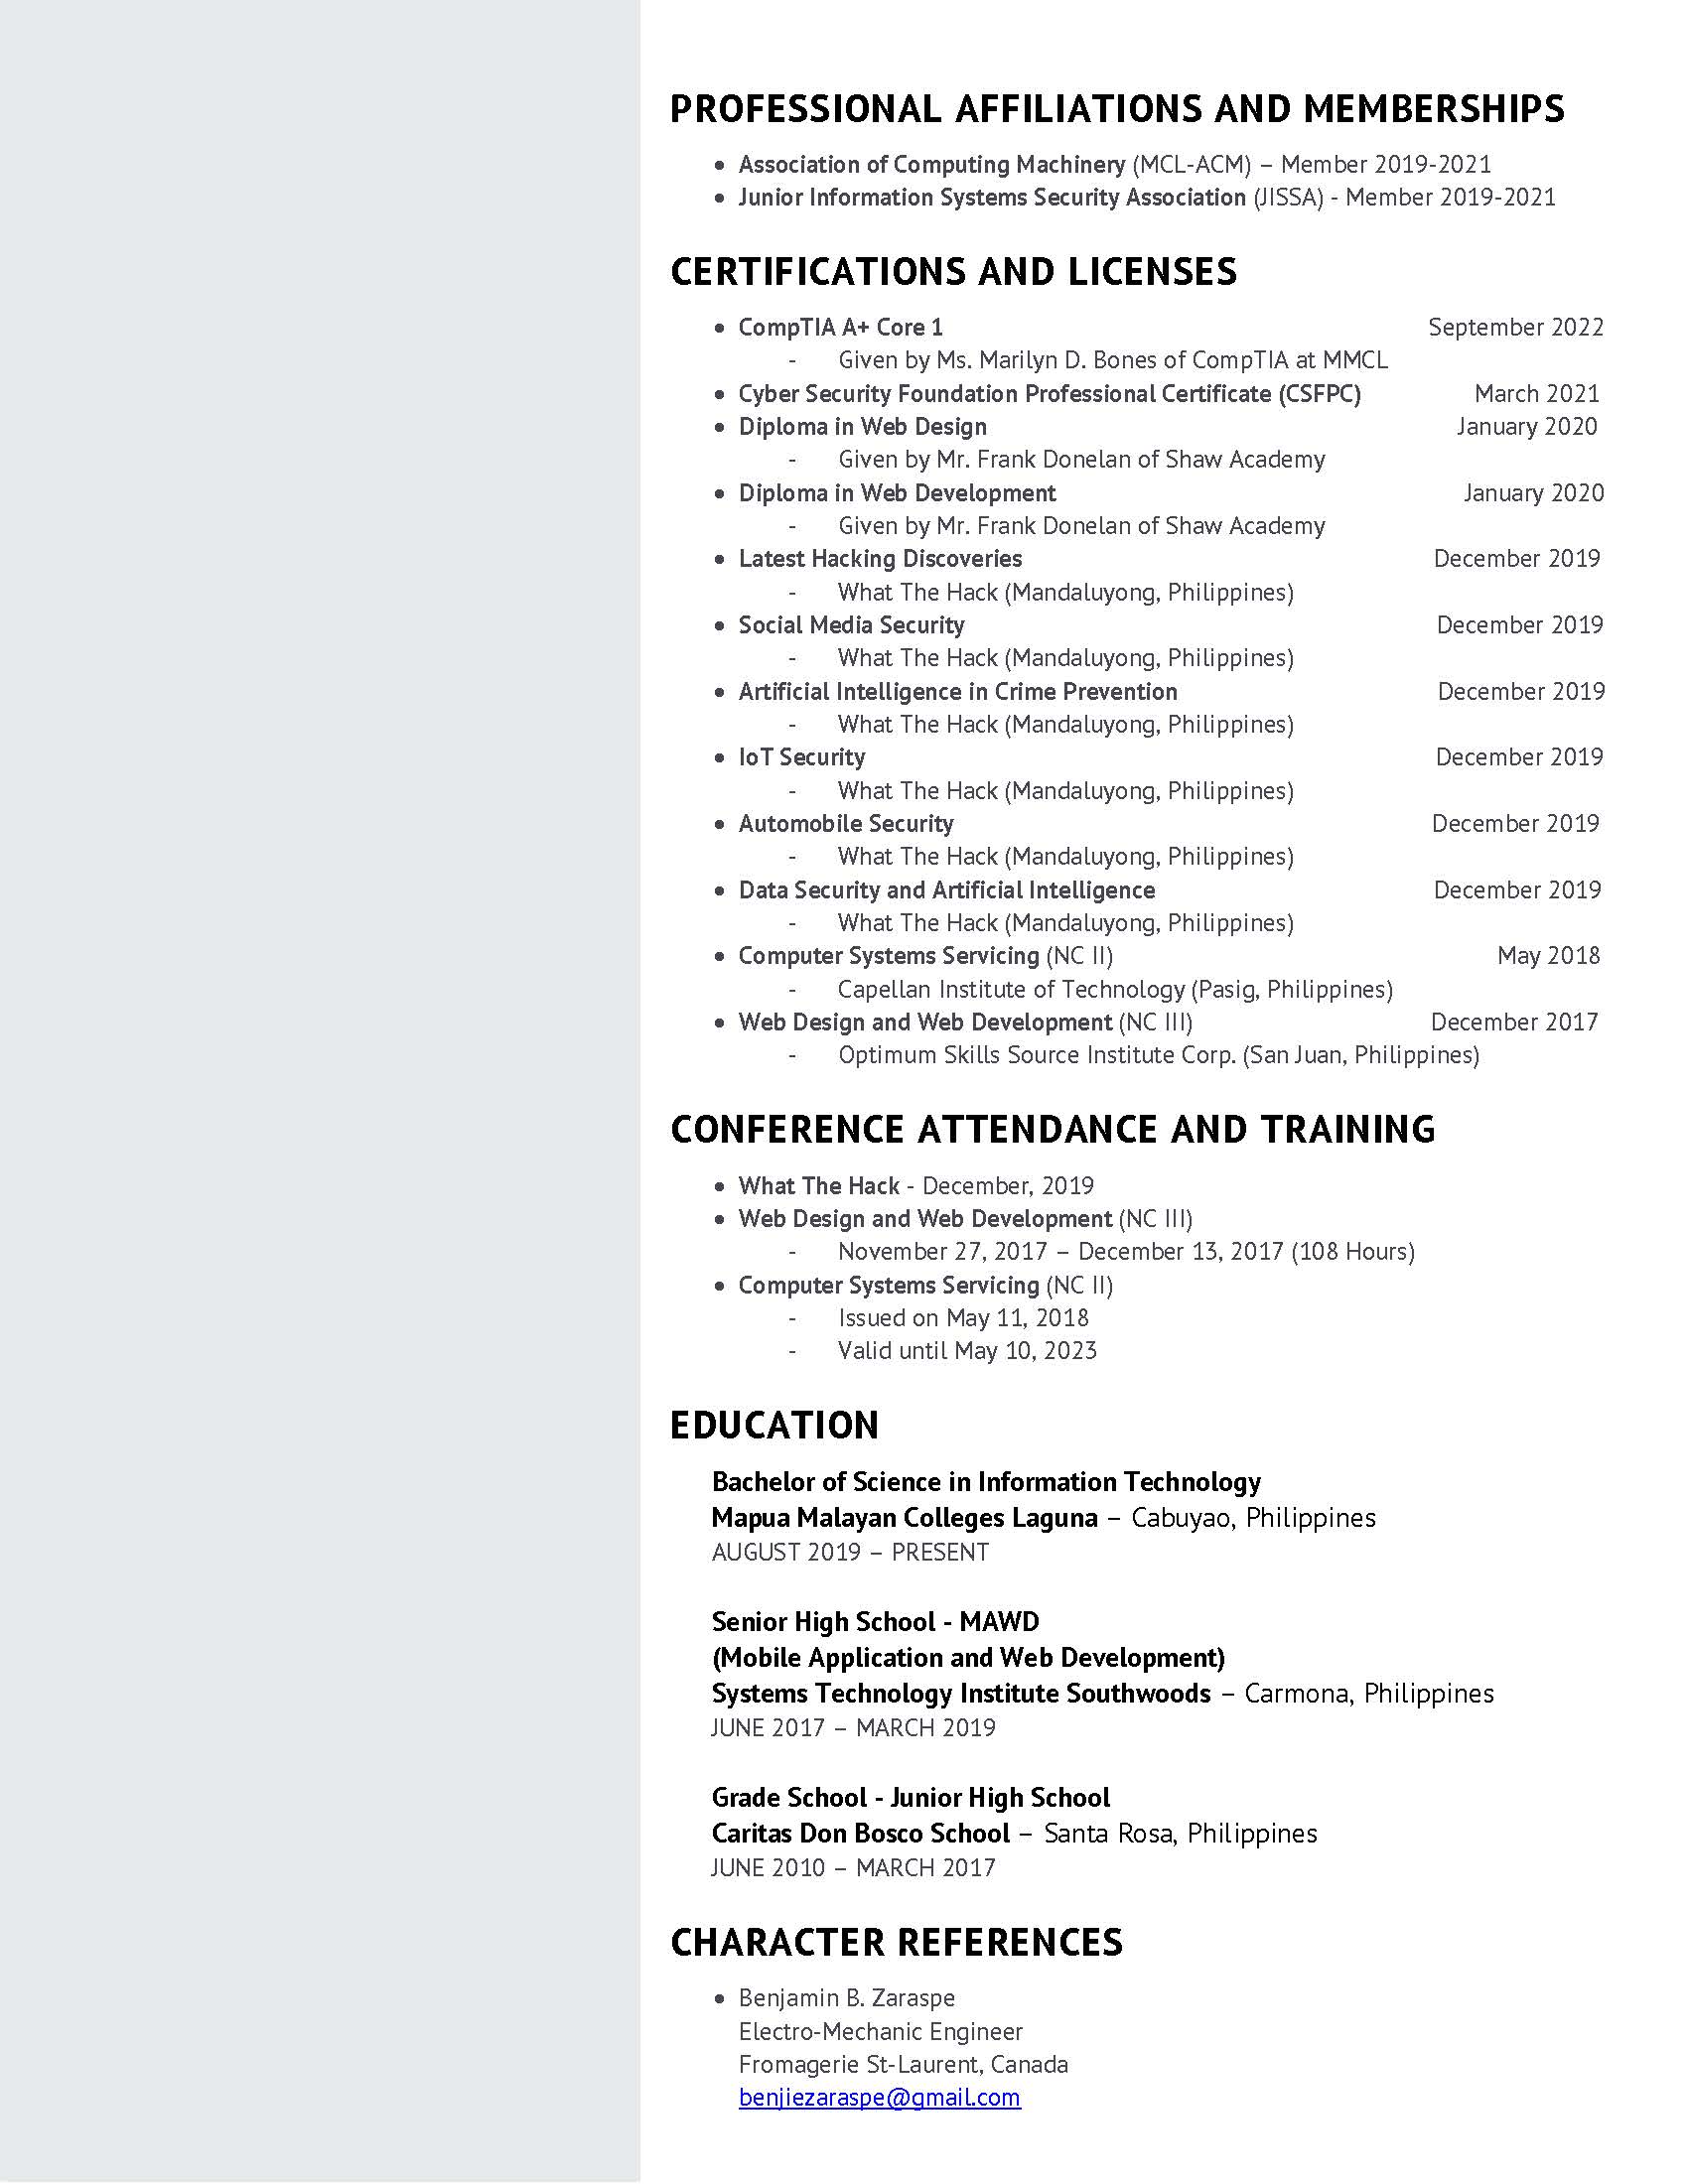 PROFESSIONAL AFFILIATIONS AND MEMBERSHIPS
• Association of Computing Machinery (MCL-ACM) – Member 2019-2021
• Junior Information Systems Security Association (JISSA) - Member 2019-2021
CERTIFICATIONS AND LICENSES
• CompTIA A+ Core 1 September 2022
- Given by Ms. Marilyn D. Bones of CompTIA at MMCL
• Cyber Security Foundation Professional Certificate (CSFPC) March 2021
• Diploma in Web Design January 2020
- Given by Mr. Frank Donelan of Shaw Academy
• Diploma in Web Development January 2020
- Given by Mr. Frank Donelan of Shaw Academy
• Latest Hacking Discoveries December 2019
- What The Hack (Mandaluyong, Philippines)
• Social Media Security December 2019
- What The Hack (Mandaluyong, Philippines)
• Artificial Intelligence in Crime Prevention December 2019
- What The Hack (Mandaluyong, Philippines)
• IoT Security December 2019
- What The Hack (Mandaluyong, Philippines)
• Automobile Security December 2019
- What The Hack (Mandaluyong, Philippines)
• Data Security and Artificial Intelligence December 2019
- What The Hack (Mandaluyong, Philippines)
• Computer Systems Servicing (NC II) May 2018
- Capellan Institute of Technology (Pasig, Philippines)
• Web Design and Web Development (NC III) December 2017
- Optimum Skills Source Institute Corp. (San Juan, Philippines)
CONFERENCE ATTENDANCE AND TRAINING
• What The Hack - December, 2019
• Web Design and Web Development (NC III)
- November 27, 2017 – December 13, 2017 (108 Hours)
• Computer Systems Servicing (NC II)
- Issued on May 11, 2018
- Valid until May 10, 2023
EDUCATION
Bachelor of Science in Information Technology
Mapua Malayan Colleges Laguna – Cabuyao, Philippines
AUGUST 2019 – PRESENT
Senior High School - MAWD
(Mobile Application and Web Development)
Systems Technology Institute Southwoods – Carmona, Philippines
JUNE 2017 – MARCH 2019
Grade School - Junior High School
Caritas Don Bosco School – Santa Rosa, Philippines
JUNE 2010 – MARCH 2017
CHARACTER REFERENCES
• Benjamin B. Zaraspe
Electro-Mechanic Engineer
Fromagerie St-Laurent, Canada
benjiezaraspe@gmail.com